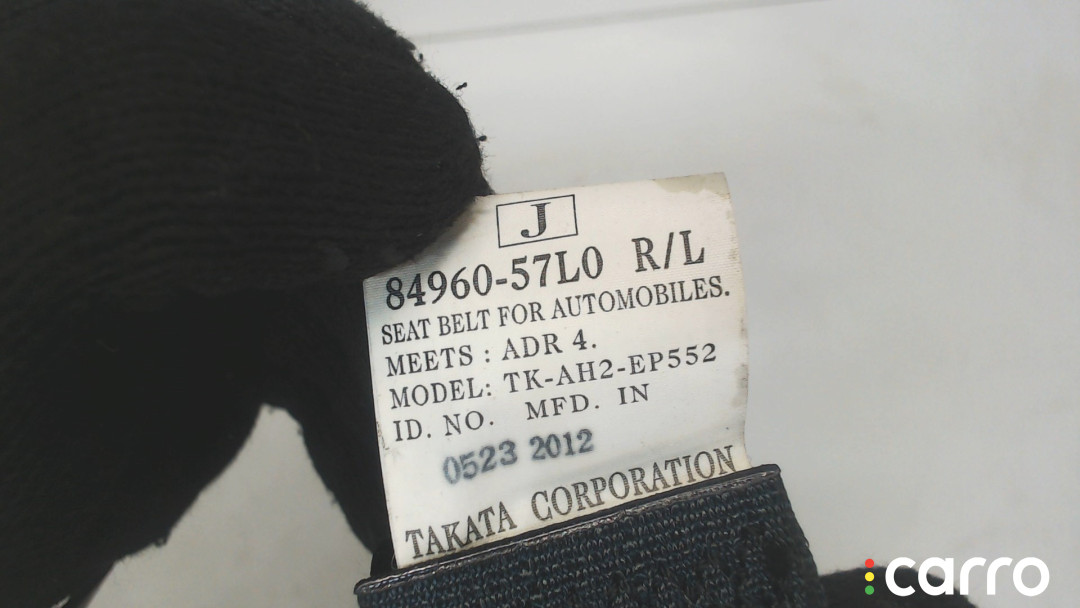 J
84960-57L0 R/L
SEAT BELT FOR AUTOMOBILES.
MEETS : ADR 4.
MODEL: TK-AH2-EP552
ID. NO. MFD. IN
0523 2012
TAKATA CORPORATION
carro